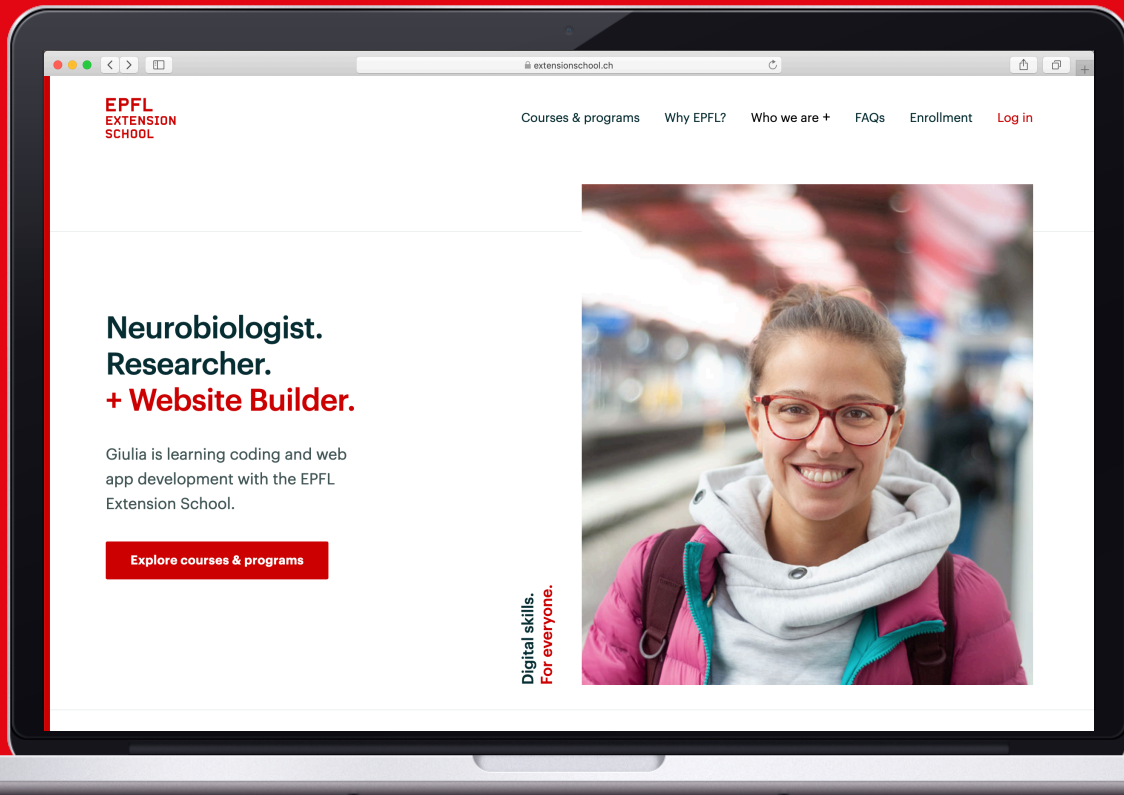 extensionschool.ch
EPFL
EXTENSION
SCHOOL
Courses & programs Why EPFL? Who we are + FAQs Enrollment Log in
Neurobiologist.
Researcher.
+ Website Builder.
Giulia is learning coding and web
app development with the EPFL
Extension School.
Explore courses & programs
Digital skills.
For everyone.